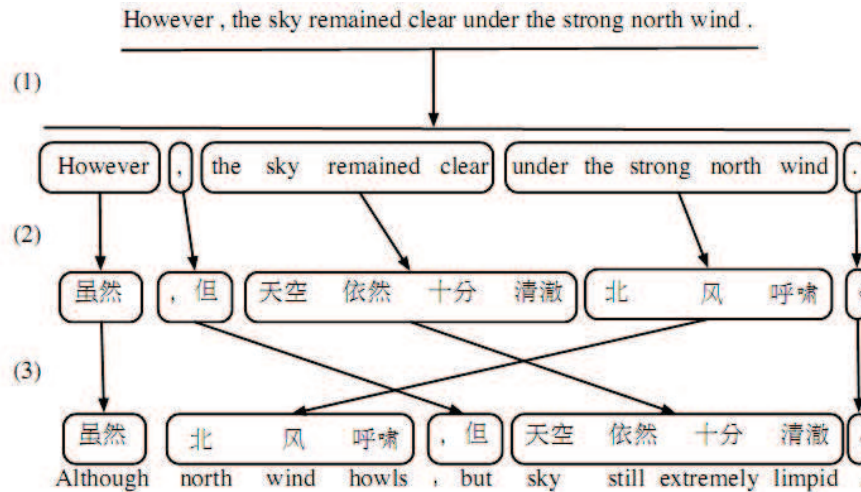 However , the sky remained clear under the strong north wind .
(1)
However , the sky remained clear under the strong north wind .
(2)
虽然 , 但 天空 依然 十分 清澈 北 风 呼啸
(3)
虽然 北 风 呼啸 , 但 天空 依然 十分 清澈
Although north wind howls , but sky still extremely limpid